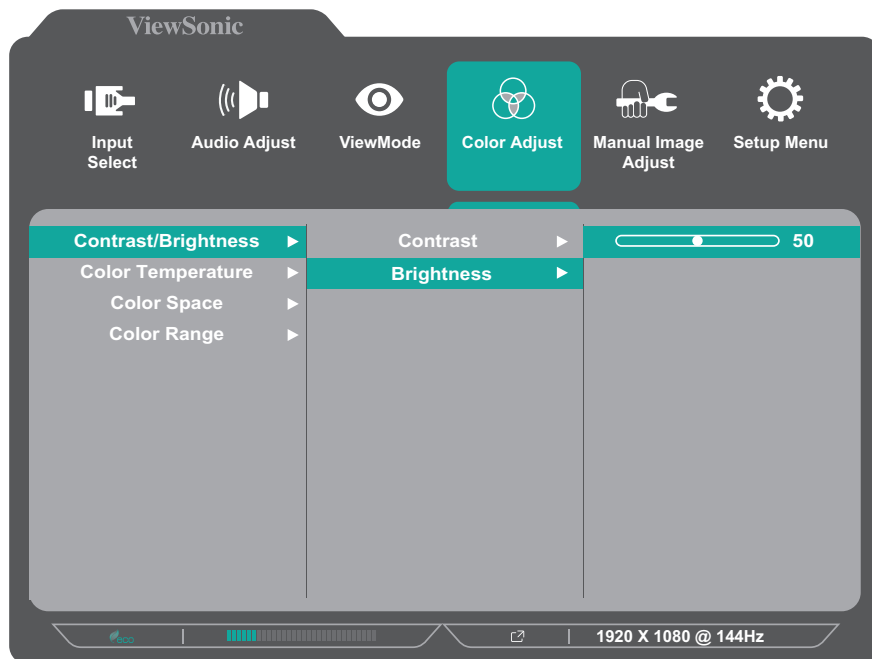 ViewSonic
Input
Select
Audio Adjust
ViewMode
Color Adjust
Manual Image
Adjust
Setup Menu
Contrast/Brightness
Contrast
50
Color Temperature
Brightness
Color Space
Color Range
eco
1920 X 1080 @ 144Hz